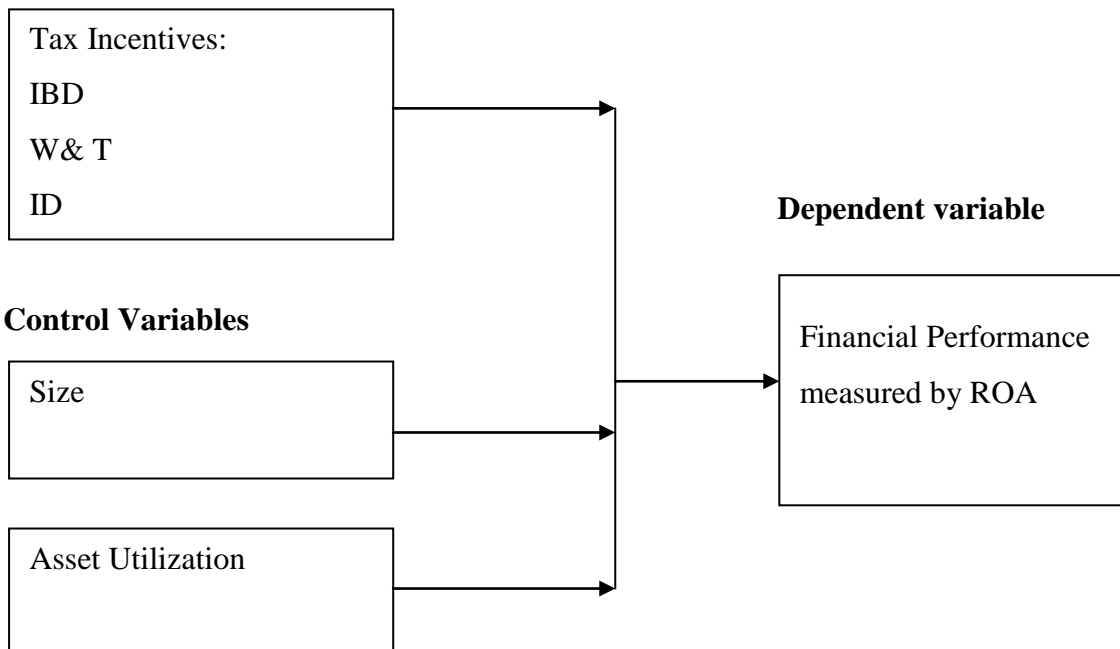 Tax Incentives:
IBD
W& T
ID
Dependent variable
Control Variables
Financial Performance
measured by ROA
Size
Asset Utilization